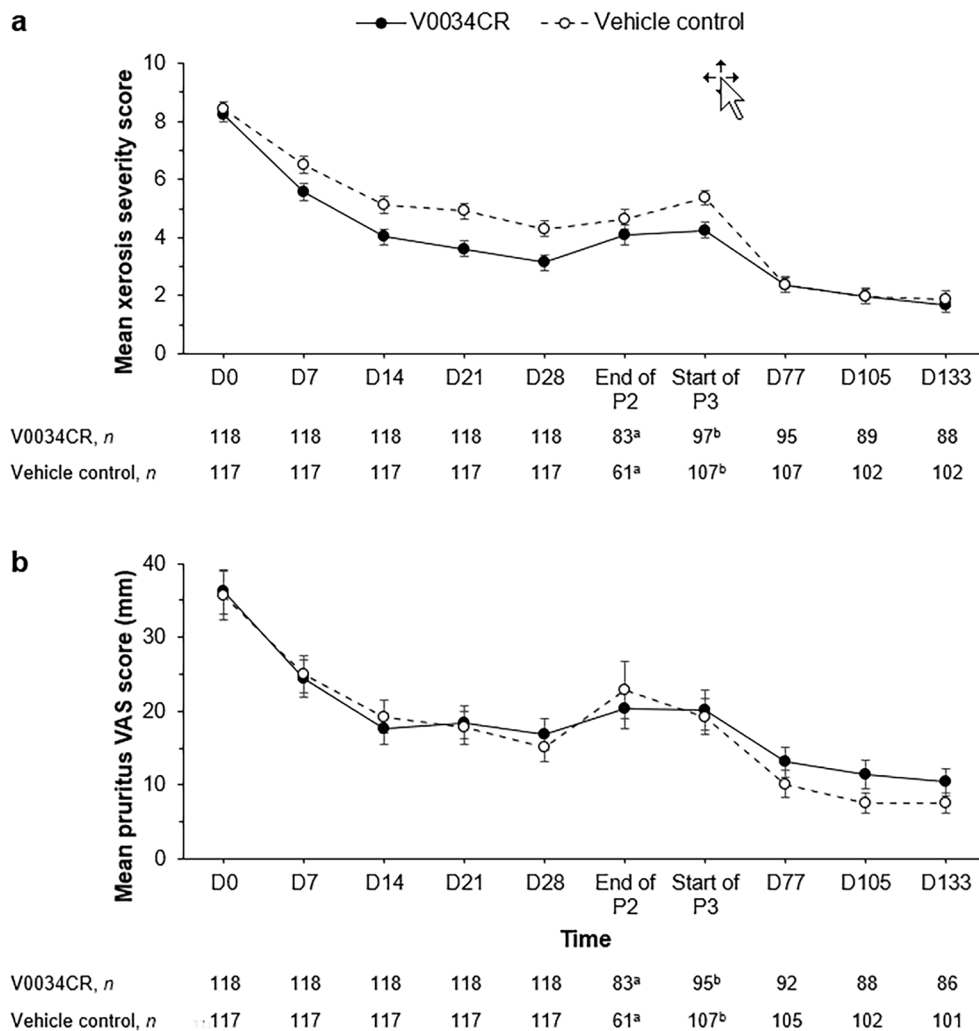 a
V0034CR Vehicle control
Mean xerosis severity score
10
8
6
4
2
0
D0 D7 D14 D21 D28 End of P2 Start of P3 D77 D105 D133
V0034CR, n 118 118 118 118 118 83ᵃ 97ᵇ 95 89 88
Vehicle control, n 117 117 117 117 117 61ᵃ 107ᵇ 107 102 102
b
Mean pruritus VAS score (mm)
40
30
20
10
0
D0 D7 D14 D21 D28 End of P2 Start of P3 D77 D105 D133
Time
V0034CR, n 118 118 118 118 118 83ᵃ 95ᵇ 92 88 86
Vehicle control, n 117 117 117 117 117 61ᵃ 107ᵇ 105 102 101